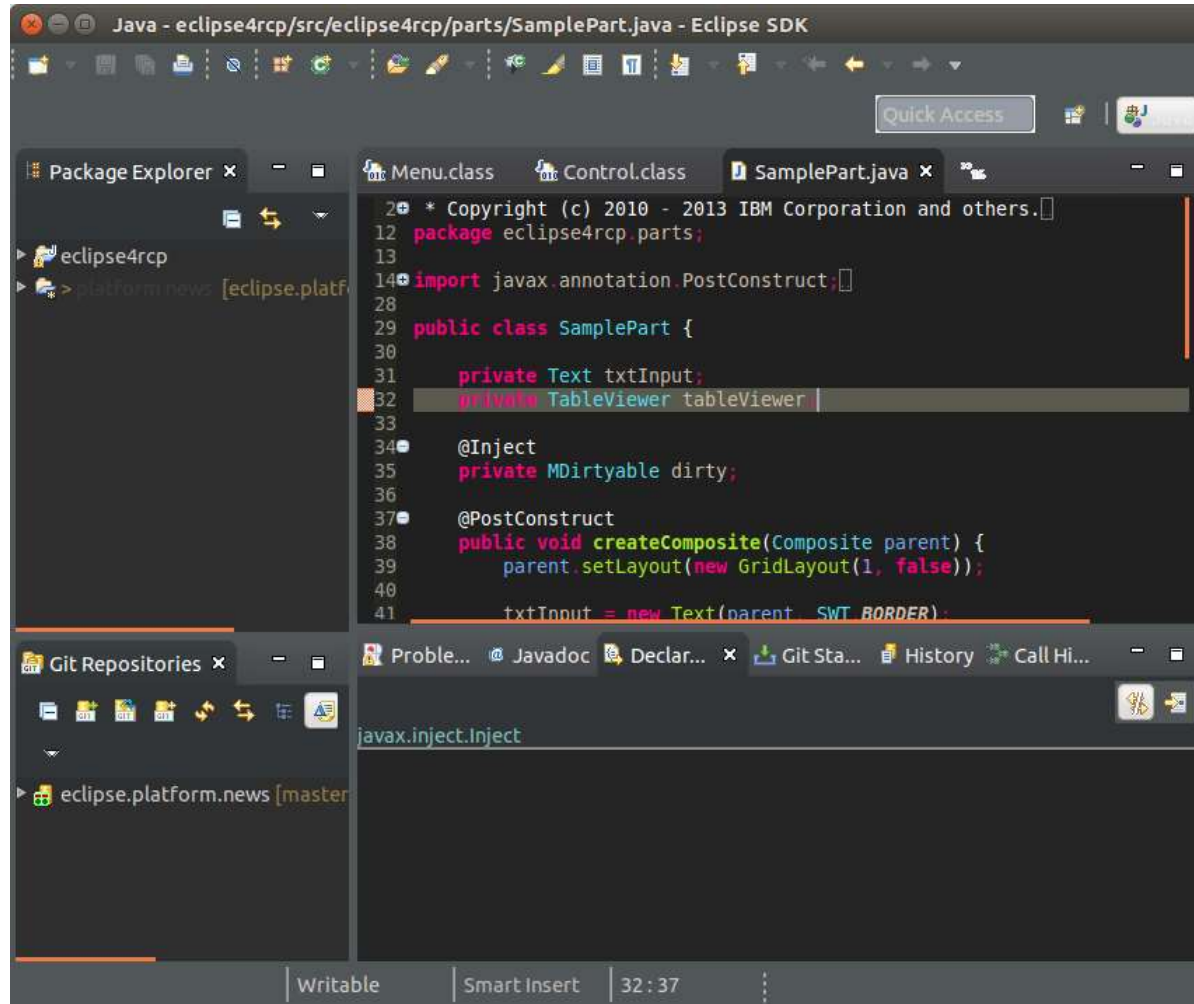 Java - eclipse4rcp/src/eclipse4rcp/parts/SamplePart.java - Eclipse SDK
Quick Access
Package Explorer
eclipse4rcp
> platform.news [eclipse.platf
Menu.class Control.class SamplePart.java
2 * Copyright (c) 2010 - 2013 IBM Corporation and others.
12 package eclipse4rcp.parts;
13
14 import javax.annotation.PostConstruct;
28
29 public class SamplePart {
30
31 private Text txtInput;
32 private TableViewer tableViewer;
33
34 @Inject
35 private MDirtyable dirty;
36
37 @PostConstruct
38 public void createComposite(Composite parent) {
39 parent.setLayout(new GridLayout(1, false));
40
41 txtInput = new Text(parent, SWT.BORDER);
Git Repositories
eclipse.platform.news [master
Proble... @ Javadoc Declar... Git Sta... History Call Hi...
javax.inject.Inject
Writable Smart Insert 32 : 37